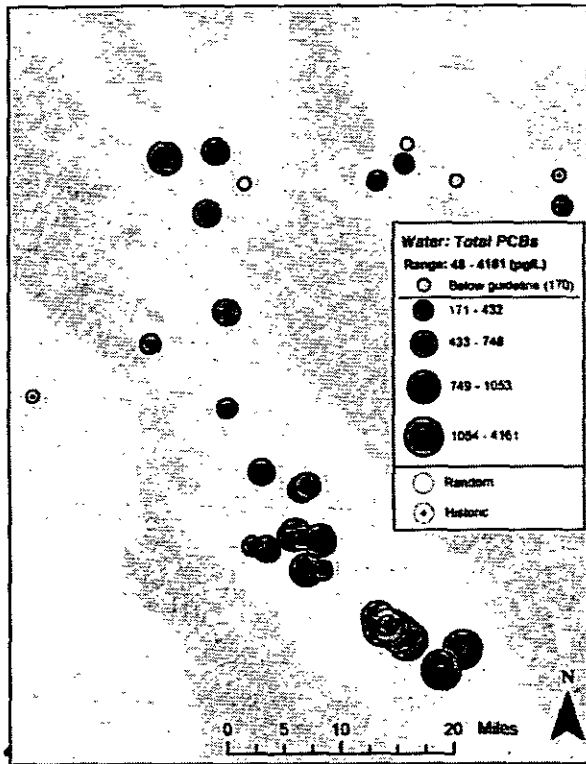 Water: Total PCBs
Range: 48 - 4161 (pg/L)
Below guideline (170)
171 - 432
433 - 748
749 - 1053
1054 - 4161
Random
Historic
N
0 5 10 20 Miles